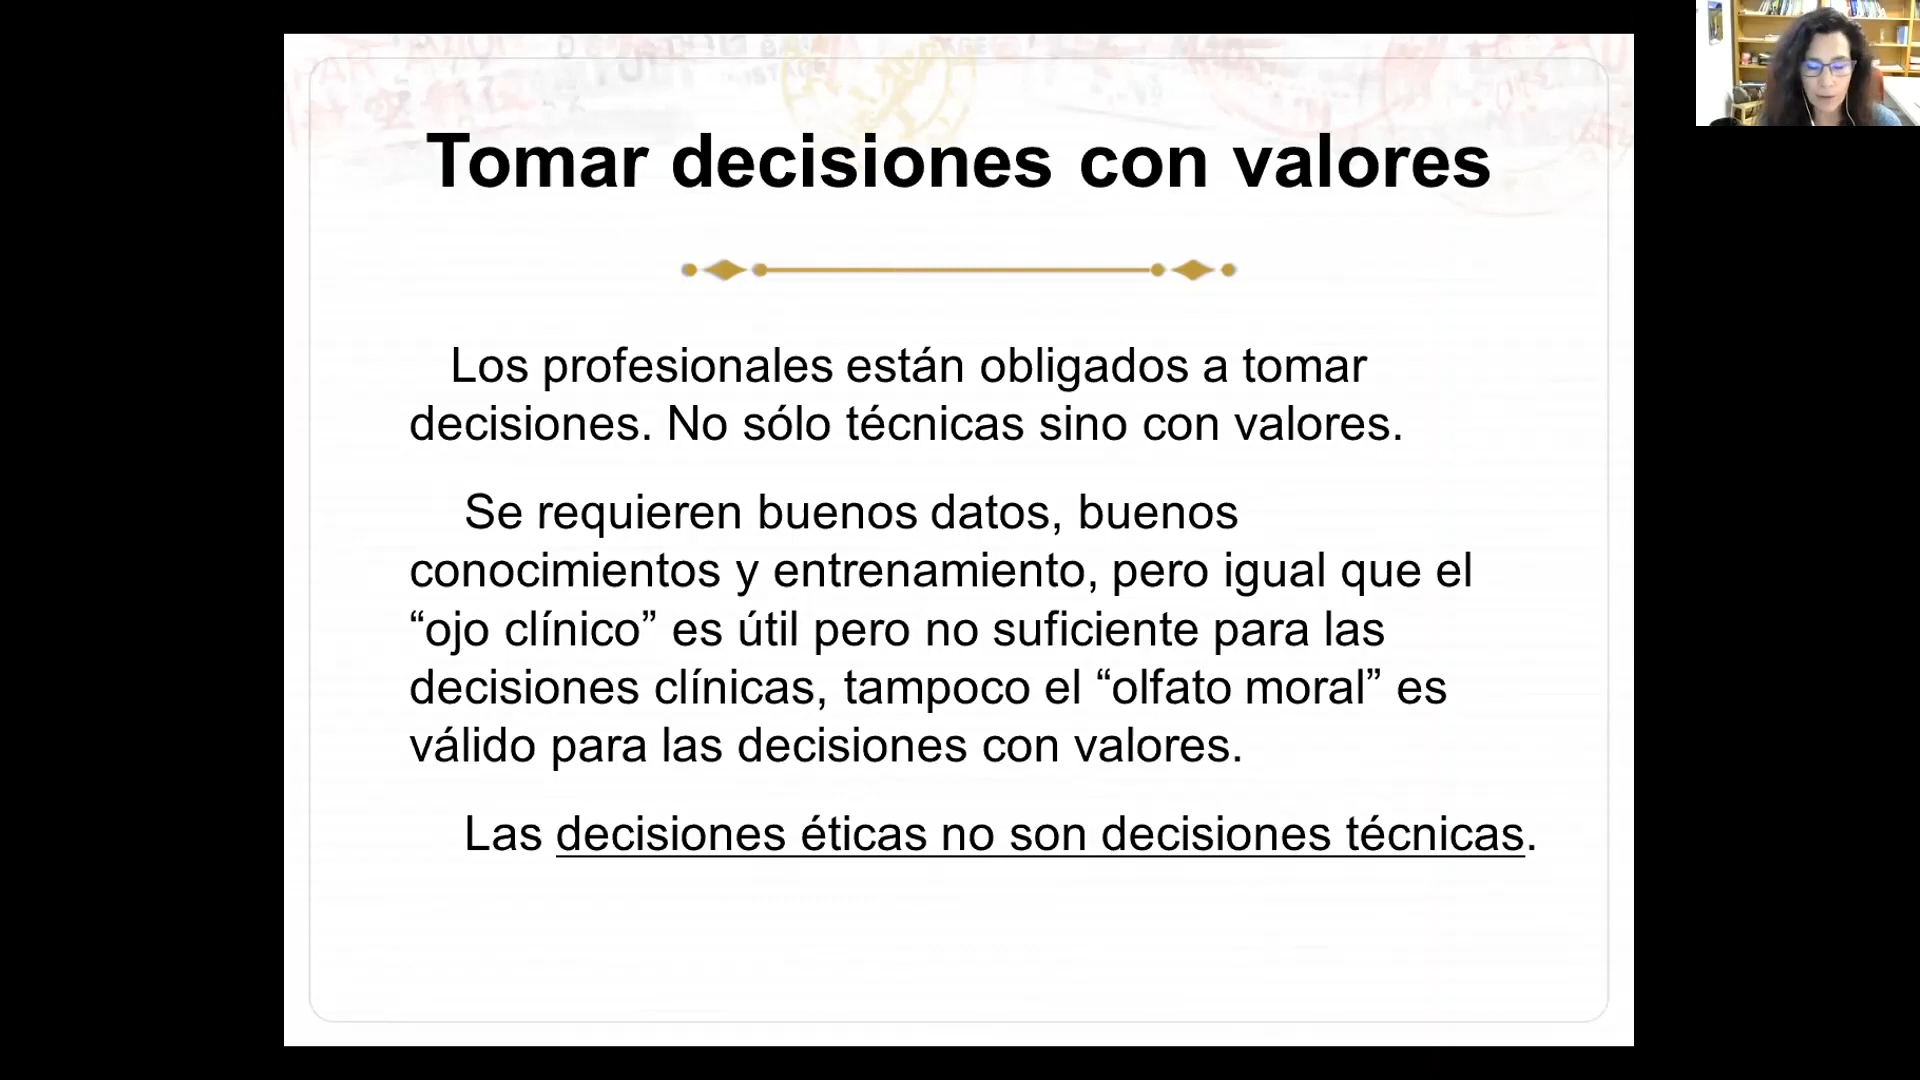 Tomar decisiones con valores
Los profesionales están obligados a tomar
decisiones. No sólo técnicas sino con valores.
Se requieren buenos datos, buenos
conocimientos y entrenamiento, pero igual que el
“ojo clínico” es útil pero no suficiente para las
decisiones clínicas, tampoco el “olfato moral” es
válido para las decisiones con valores.
Las decisiones éticas no son decisiones técnicas.